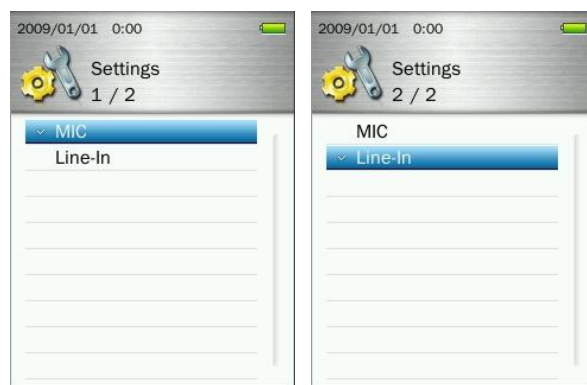 2009/01/01 0:00
Settings
1 / 2
MIC
Line-In
2009/01/01 0:00
Settings
2 / 2
MIC
Line-In